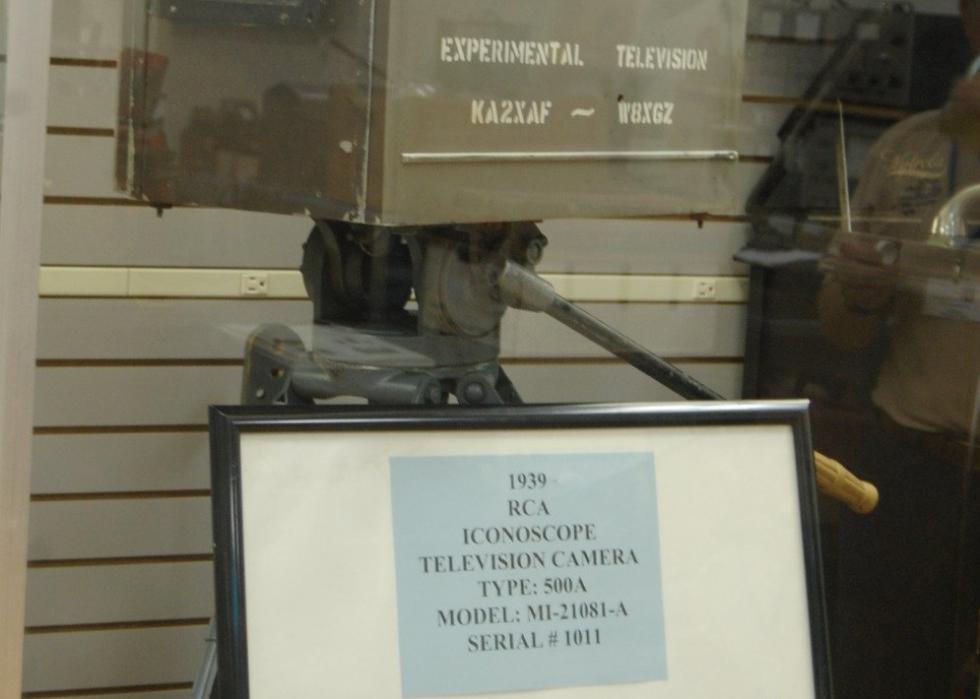 EXPERIMENTAL TELEVISION
KA2XAF ~ W8XGZ
1939
RCA
ICONOSCOPE
TELEVISION CAMERA
TYPE: 500A
MODEL: MI-21081-A
SERIAL # 1011